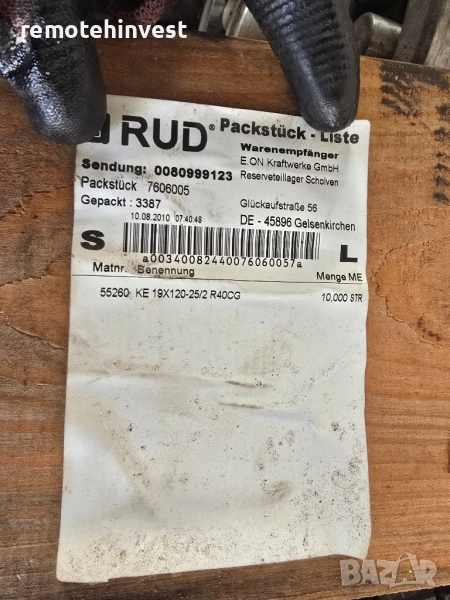 remotehinvest
RUD® Packstück - Liste
Warenempfänger
Sendung: 0080999123
E.ON Kraftwerke GmbH
Packstück 7606005
Reserveteillager Scholven
Gepackt : 3387
Glückaufstraße 56
10.08.2010 07:40:48
DE - 45896 Gelsenkirchen
S
L
a00340082440076060057a
Matnr. Benennung
Menge ME
55260 KE 19X120-25/2 R40CG
10,000 STR
BAZAR